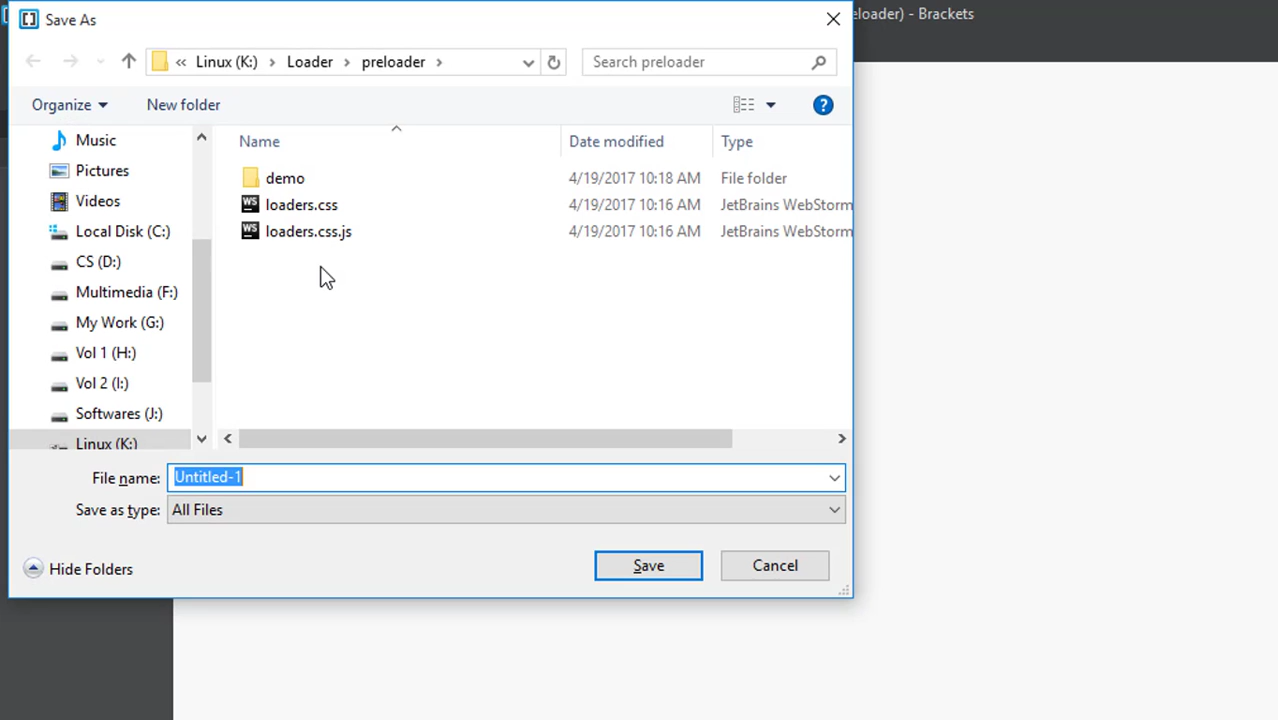 Save As
eloader) - Brackets
« Linux (K:) › Loader › preloader ›
Search preloader
Organize
New folder
Name
Date modified
Type
Music
Pictures
Videos
Local Disk (C:)
CS (D:)
Multimedia (F:)
My Work (G:)
Vol 1 (H:)
Vol 2 (I:)
Softwares (J:)
Linux (K:)
demo 4/19/2017 10:18 AM File folder
WS loaders.css 4/19/2017 10:16 AM JetBrains WebStorm
WS loaders.css.js 4/19/2017 10:16 AM JetBrains WebStorm
File name: Untitled-1
Save as type: All Files
Hide Folders
Save
Cancel